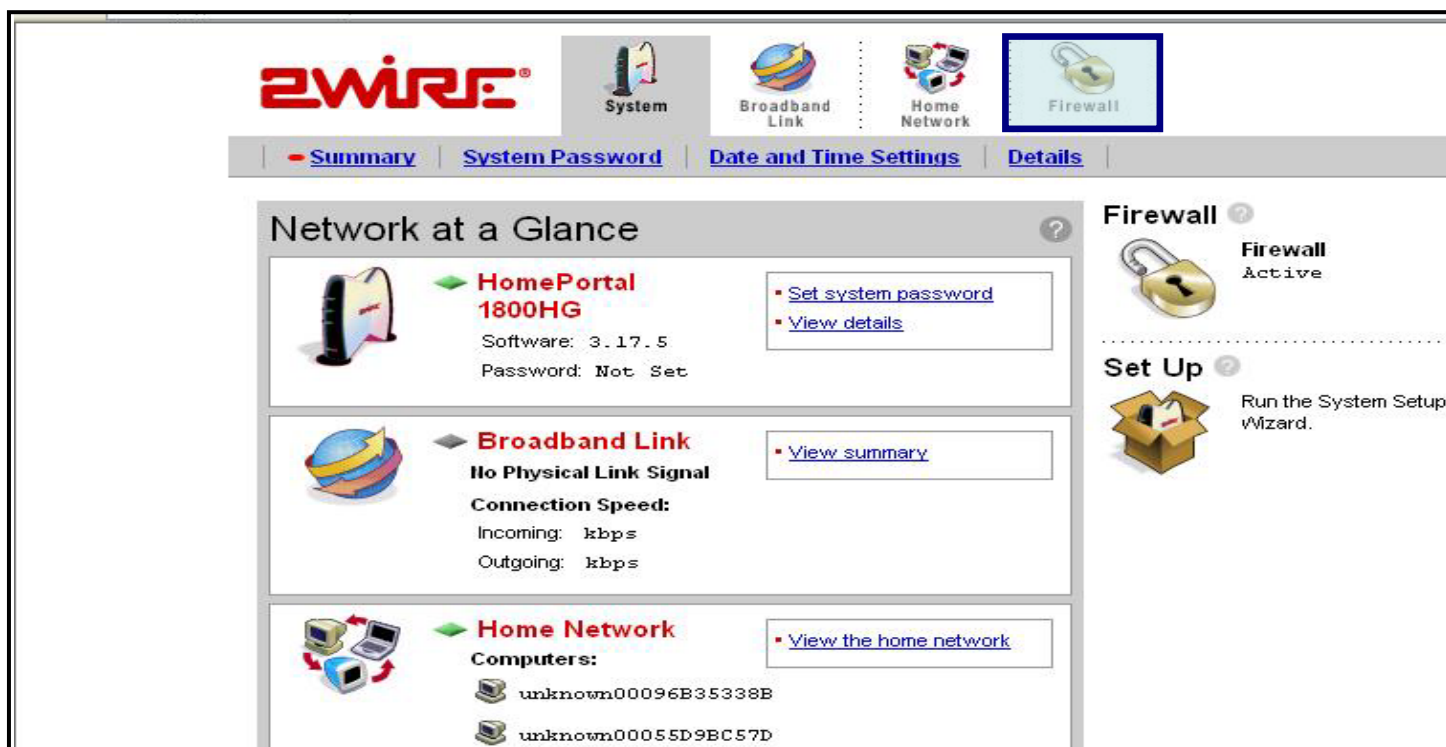 2WIRE®
System
Broadband
Link
Home
Network
Firewall
Summary
System Password
Date and Time Settings
Details
Network at a Glance
?
HomePortal
1800HG
Software: 3.17.5
Password: Not Set
Set system password
View details
Broadband Link
No Physical Link Signal
Connection Speed:
Incoming: kbps
Outgoing: kbps
View summary
Home Network
Computers:
unknown00096B35338B
unknown00055D9BC57D
View the home network
Firewall ?
Firewall
Active
Set Up ?
Run the System Setup
Wizard.